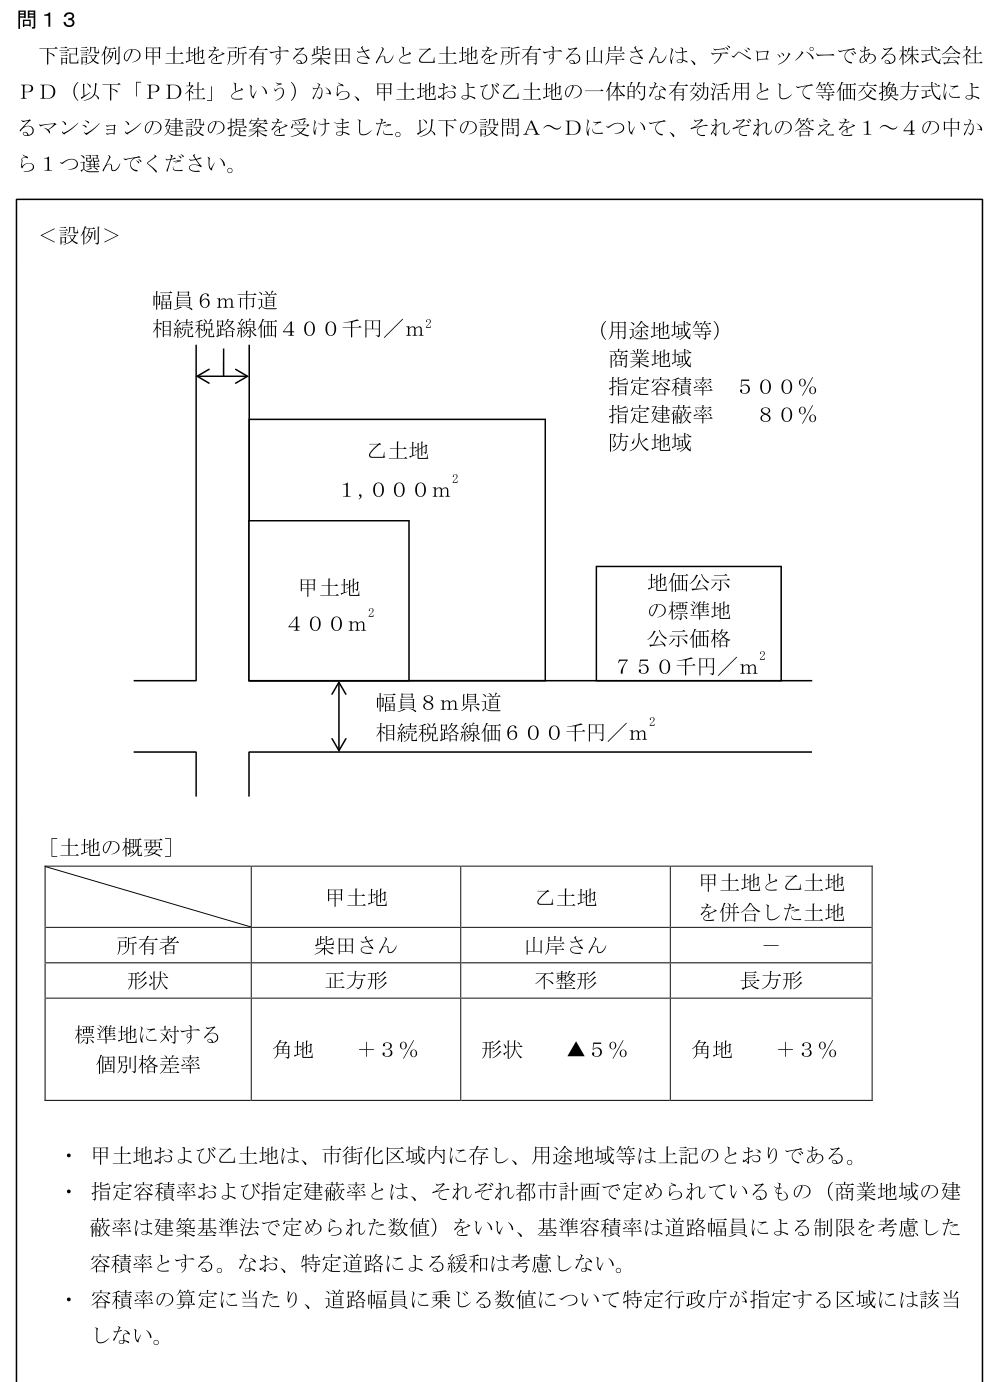 問１３
下記設例の甲土地を所有する柴田さんと乙土地を所有する山岸さんは、デベロッパーである株式会社
ＰＤ（以下「ＰＤ社」という）から、甲土地および乙土地の一体的な有効活用として等価交換方式によ
るマンションの建設の提案を受けました。以下の設問Ａ～Ｄについて、それぞれの答えを１～４の中か
ら１つ選んでください。
＜設例＞
幅員６ｍ市道
相続税路線価４００千円／ｍ²
（用途地域等）
商業地域
指定容積率　５００％
指定建蔽率　８０％
防火地域
乙土地
１,０００ｍ²
甲土地
４００ｍ²
地価公示
の標準地
公示価格
７５０千円／ｍ²
幅員８ｍ県道
相続税路線価６００千円／ｍ²
［土地の概要］
甲土地　乙土地　甲土地と乙土地
を併合した土地
所有者　柴田さん　山岸さん　－
形状　正方形　不整形　長方形
標準地に対する
個別格差率　角地　＋３％　形状　▲５％　角地　＋３％
・ 甲土地および乙土地は、市街化区域内に存し、用途地域等は上記のとおりである。
・ 指定容積率および指定建蔽率とは、それぞれ都市計画で定められているもの（商業地域の建
蔽率は建築基準法で定められた数値）をいい、基準容積率は道路幅員による制限を考慮した
容積率とする。なお、特定道路による緩和は考慮しない。
・ 容積率の算定に当たり、道路幅員に乗じる数値について特定行政庁が指定する区域には該当
しない。